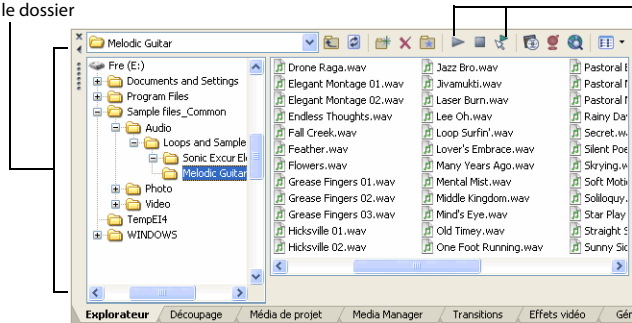 le dossier
Melodic Guitar
Fre (E:)
Documents and Settings
Program Files
Sample files_Common
Audio
Loops and Sample
Sonic Excur El
Melodic Guitar
Photo
Video
TempEI4
WINDOWS
Drone Raga.wav
Elegant Montage 01.wav
Elegant Montage 02.wav
Endless Thoughts.wav
Fall Creek.wav
Feather.wav
Flowers.wav
Grease Fingers 01.wav
Grease Fingers 02.wav
Grease Fingers 03.wav
Hicksville 01.wav
Hicksville 02.wav
Jazz Bro.wav
Jivamukti.wav
Laser Burn.wav
Lee Oh.wav
Loop Surfin'.wav
Lover's Embrace.wav
Many Years Ago.wav
Mental Mist.wav
Middle Kingdom.wav
Mind's Eye.wav
Old Timey.wav
One Foot Running.wav
Pastoral
Pastoral
Pastoral
Rainy Da
Secret.w
Silent Poe
Skrying.w
Soft Moti
Soliloquy.
Star Play
Straight S
Sunny Sid
Explorateur Découpage Média de projet Media Manager Transitions Effets vidéo Gér